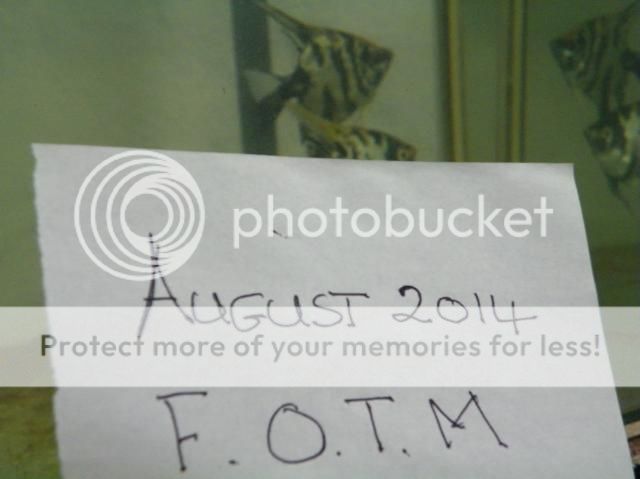 photobucket
AUGUST 2014
Protect more of your memories for less!
F.O.T.M